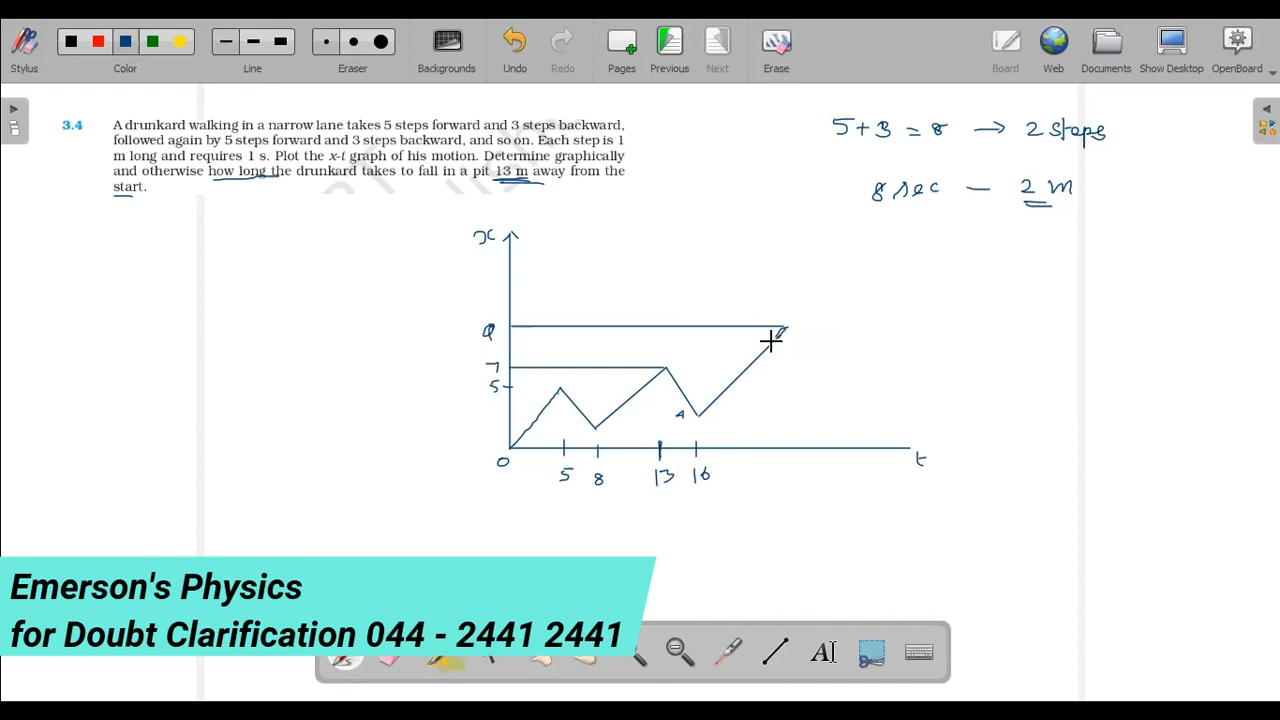 Stylus
Color
Line
Eraser
Backgrounds
Undo
Redo
Pages
Previous
Next
Erase
Board
Web
Documents
Show Desktop
OpenBoard
3.4 A drunkard walking in a narrow lane takes 5 steps forward and 3 steps backward,
followed again by 5 steps forward and 3 steps backward, and so on. Each step is 1
m long and requires 1 s. Plot the x-t graph of his motion. Determine graphically
and otherwise how long the drunkard takes to fall in a pit 13 m away from the
start.
5+3 = 8 → 2 steps
8 sec — 2 m
x
9
7
5
4
0
5 8 13 16
t
Emerson's Physics
for Doubt Clarification 044 - 2441 2441